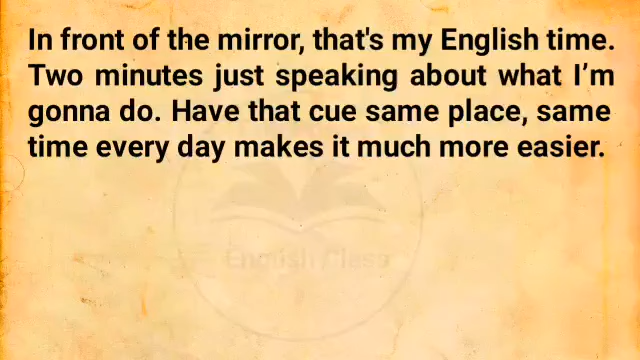 In front of the mirror, that's my English time.
Two minutes just speaking about what I’m
gonna do. Have that cue same place, same
time every day makes it much more easier.
English Class